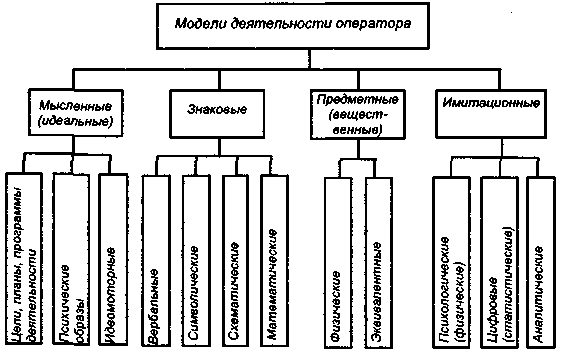 Модели деятельности оператора
Мысленные
(идеальные)
Знаковые
Предметные
(вещест-
венные)
Имитационные
Цели, планы, программы
деятельности
Психические
образы
Идеомоторные
Вербальные
Символические
Схематические
Математические
Физические
Эквивалентные
Психологические
(физические)
Цифровые
(статистические)
Аналитические